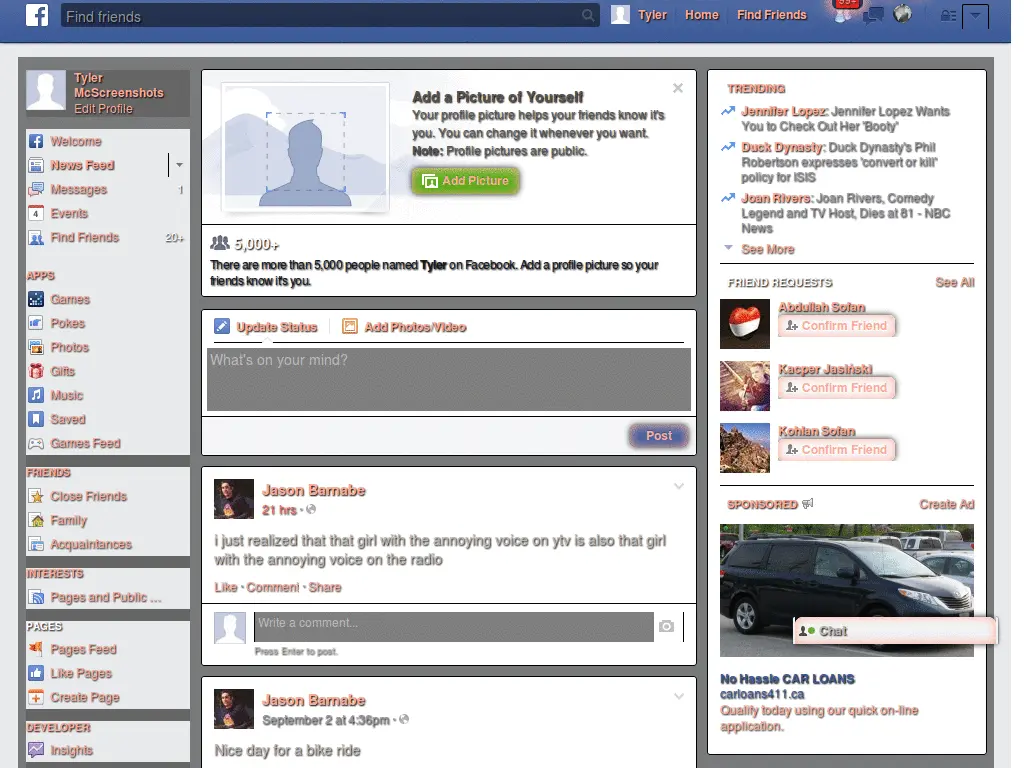 Find friends
Tyler Home Find Friends
99+
Tyler
McScreenshots
Edit Profile
Welcome
News Feed
Messages 1
4 Events
Find Friends 20+
APPS
Games
Pokes
Photos
Gifts
Music
Saved
Games Feed
FRIENDS
Close Friends
Family
Acquaintances
INTERESTS
Pages and Public ...
PAGES
Pages Feed
Like Pages
Create Page
DEVELOPER
Insights
Add a Picture of Yourself
Your profile picture helps your friends know it's
you. You can change it whenever you want.
Note: Profile pictures are public.
Add Picture
5,000+
There are more than 5,000 people named Tyler on Facebook. Add a profile picture so your
friends know it's you.
Update Status Add Photos/Video
What's on your mind?
Post
Jason Barnabe
21 hrs ·
i just realized that that girl with the annoying voice on ytv is also that girl
with the annoying voice on the radio
Like · Comment · Share
Write a comment...
Press Enter to post.
Jason Barnabe
September 2 at 4:36pm ·
Nice day for a bike ride
TRENDING
Jennifer Lopez: Jennifer Lopez Wants
You to Check Out Her 'Booty'
Duck Dynasty: Duck Dynasty's Phil
Robertson expresses 'convert or kill'
policy for ISIS
Joan Rivers: Joan Rivers, Comedy
Legend and TV Host, Dies at 81 - NBC
News
See More
FRIEND REQUESTS See All
Abdullah Sofan
Confirm Friend
Kacper Jasiński
Confirm Friend
Kohlan Sofan
Confirm Friend
SPONSORED Create Ad
Chat
No Hassle CAR LOANS
carloans411.ca
Qualify today using our quick on-line
application.